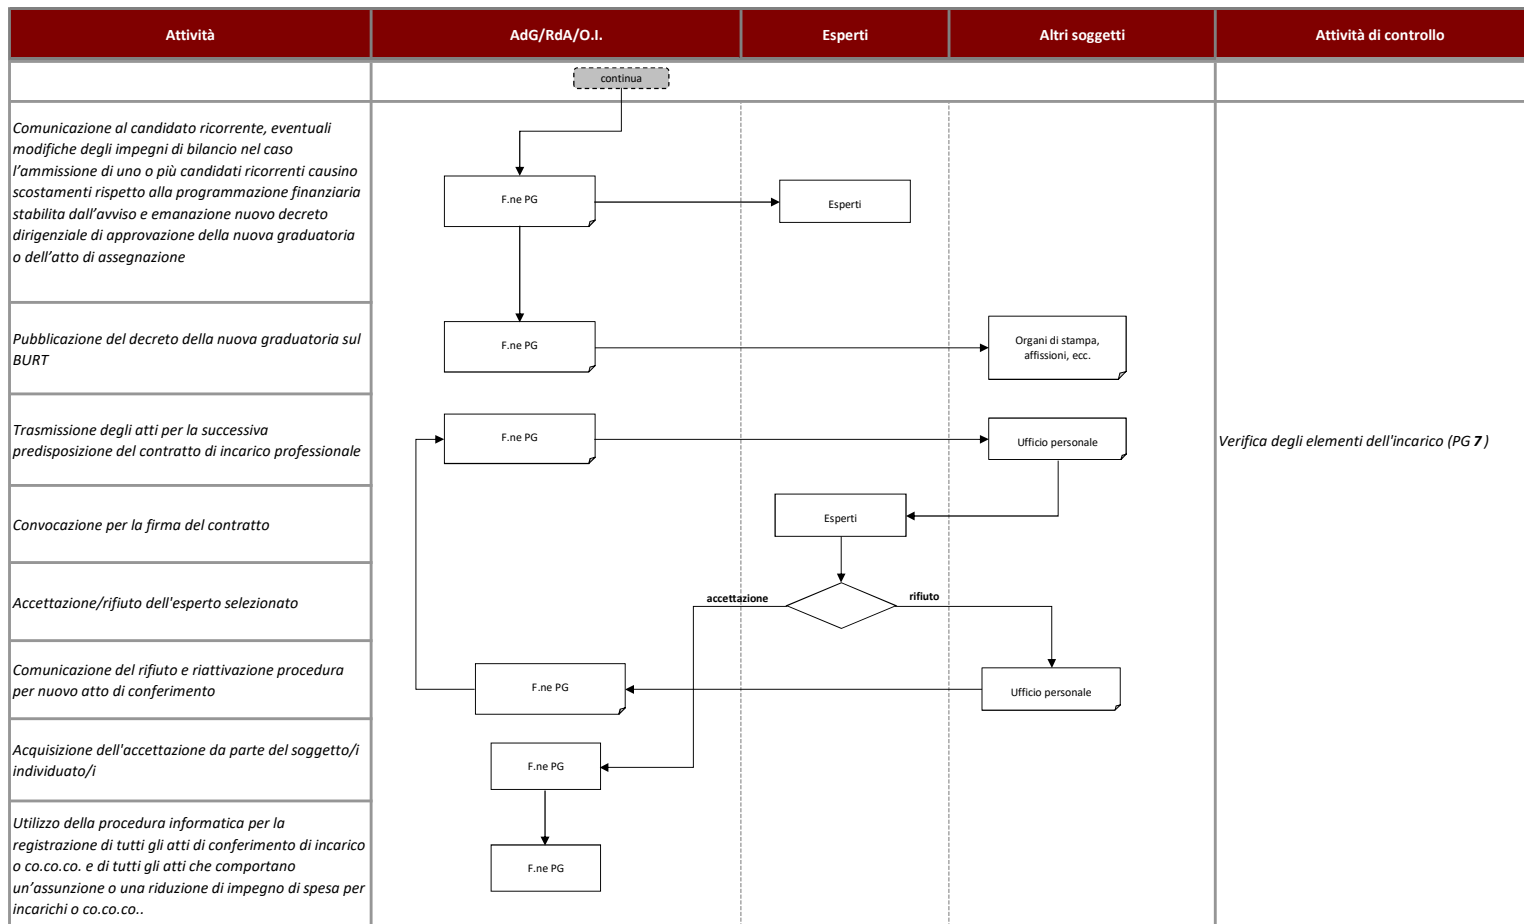 Attività
AdG/RdA/O.I.
Esperti
Altri soggetti
Attività di controllo
continua
Comunicazione al candidato ricorrente, eventuali
modifiche degli impegni di bilancio nel caso
l’ammissione di uno o più candidati ricorrenti causino
scostamenti rispetto alla programmazione finanziaria
stabilita dall’avviso e emanazione nuovo decreto
dirigenziale di approvazione della nuova graduatoria
o dell’atto di assegnazione
F.ne PG
Esperti
Pubblicazione del decreto della nuova graduatoria sul
BURT
F.ne PG
Organi di stampa,
affissioni, ecc.
Trasmissione degli atti per la successiva
predisposizione del contratto di incarico professionale
F.ne PG
Ufficio personale
Verifica degli elementi dell'incarico (PG 7 )
Convocazione per la firma del contratto
Esperti
Accettazione/rifiuto dell'esperto selezionato
accettazione
rifiuto
Comunicazione del rifiuto e riattivazione procedura
per nuovo atto di conferimento
F.ne PG
Ufficio personale
Acquisizione dell'accettazione da parte del soggetto/i
individuato/i
F.ne PG
Utilizzo della procedura informatica per la
registrazione di tutti gli atti di conferimento di incarico
o co.co.co. e di tutti gli atti che comportano
un’assunzione o una riduzione di impegno di spesa per
incarichi o co.co.co..
F.ne PG